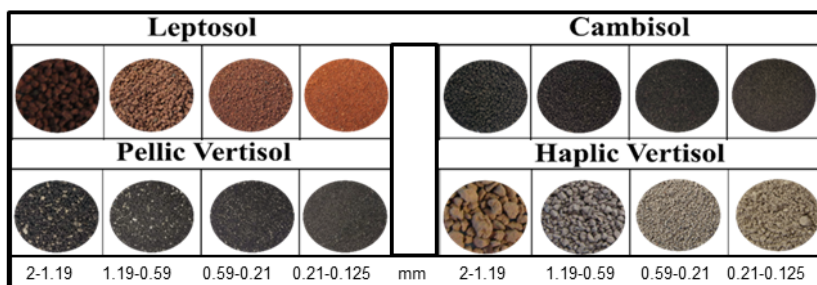 Leptosol Cambisol
Pellic Vertisol Haplic Vertisol
2-1.19 1.19-0.59 0.59-0.21 0.21-0.125 mm 2-1.19 1.19-0.59 0.59-0.21 0.21-0.125